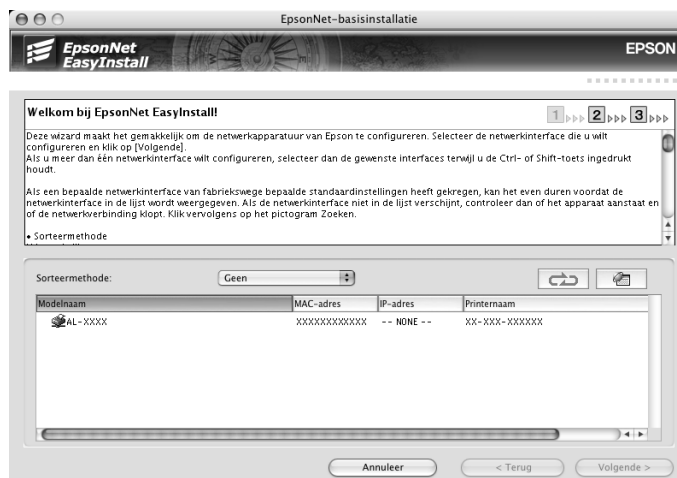 EpsonNet-basisinstallatie
EpsonNet
EasyInstall
EPSON
Welkom bij EpsonNet EasyInstall!
1 2 3
Deze wizard maakt het gemakkelijk om de netwerkapparatuur van Epson te configureren. Selecteer de netwerkinterface die u wilt
configureren en klik op [Volgende].
Als u meer dan één netwerkinterface wilt configureren, selecteer dan de gewenste interfaces terwijl u de Ctrl- of Shift-toets ingedrukt
houdt.
Als een bepaalde netwerkinterface van fabriekswege bepaalde standaardinstellingen heeft gekregen, kan het even duren voordat de
netwerkinterface in de lijst wordt weergegeven. Als de netwerkinterface niet in de lijst verschijnt, controleer dan of het apparaat aanstaat en
of de netwerkverbinding klopt. Klik vervolgens op het pictogram Zoeken.
• Sorteermethode
Sorteermethode: Geen
Modelnaam MAC-adres IP-adres Printernaam
AL-XXXX XXXXXXXXXXXX -- NONE -- XX-XXX-XXXXXX
Annuleer < Terug Volgende >